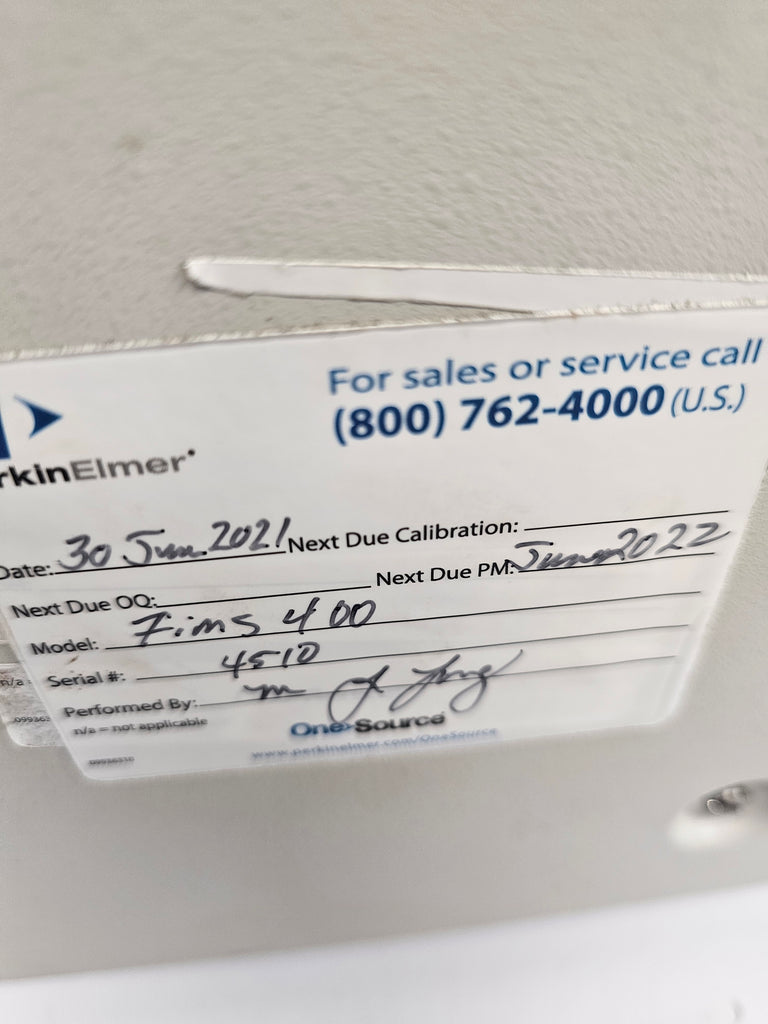 For sales or service call
(800) 762-4000 (U.S.)
rkinElmer
Date: 30 Jun 2021 Next Due Calibration:
Next Due OQ: Next Due PM: June 2022
Model: Fims 400
Serial #: 4510
Performed By: m
n/a = not applicable
OneSource
www.perkinelmer.com/OneSource
n/a